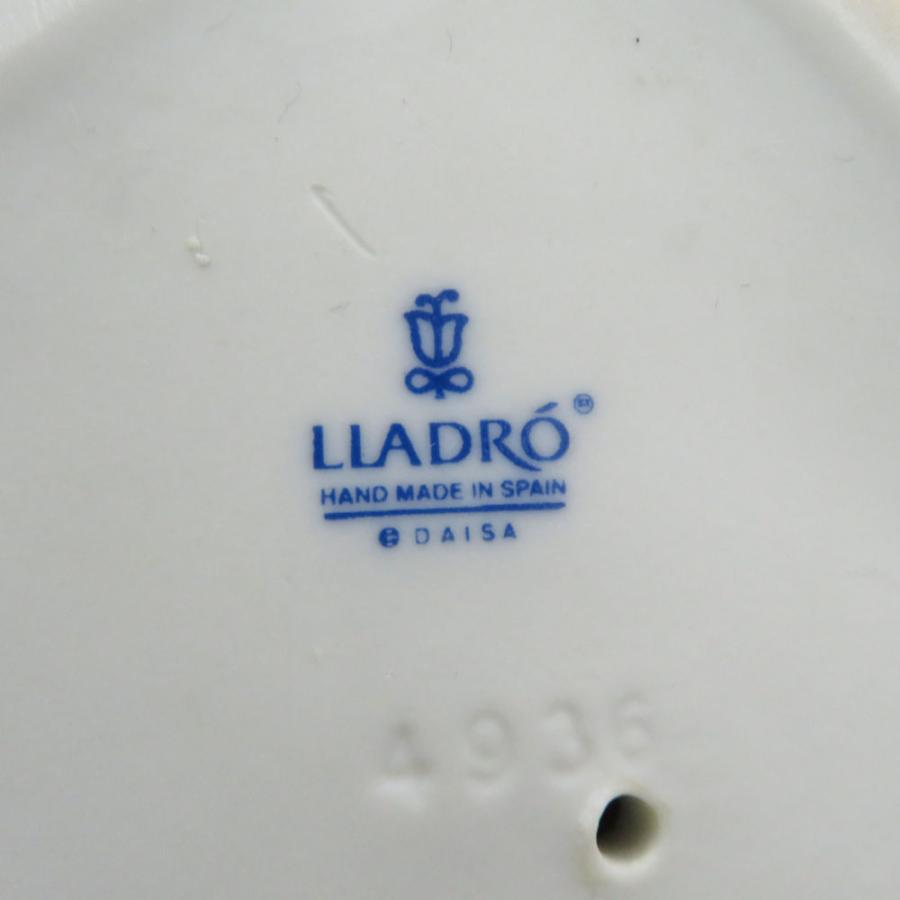 LLADRÓ
HAND MADE IN SPAIN
© DAISA
4936